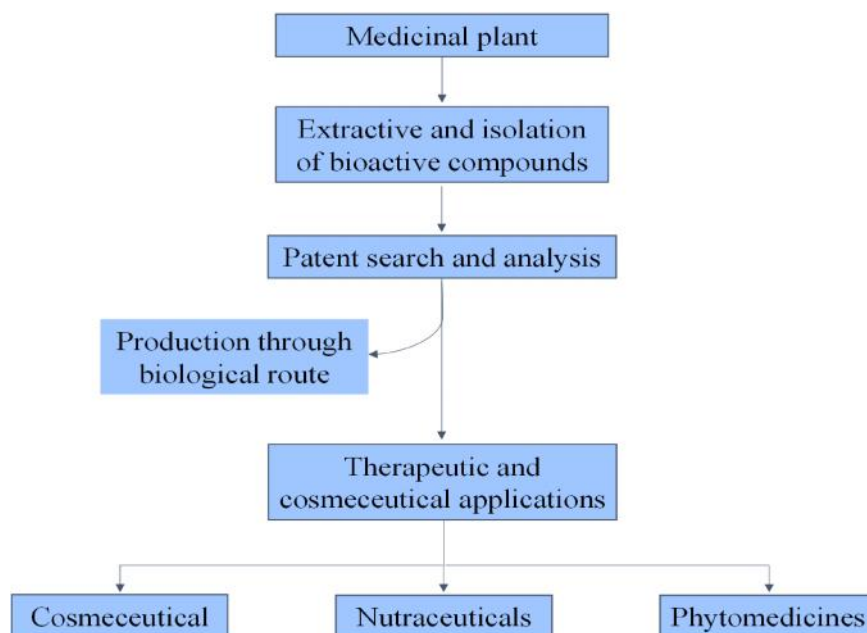 Medicinal plant
Extractive and isolation
of bioactive compounds
Patent search and analysis
Production through
biological route
Therapeutic and
cosmeceutical applications
Cosmeceutical
Nutraceuticals
Phytomedicines